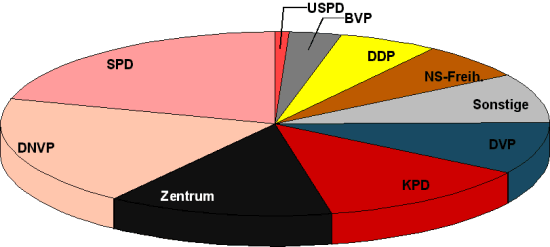 USPD
BVP
DDP
SPD
NS-Freih.
Sonstige
DNVP
DVP
KPD
Zentrum